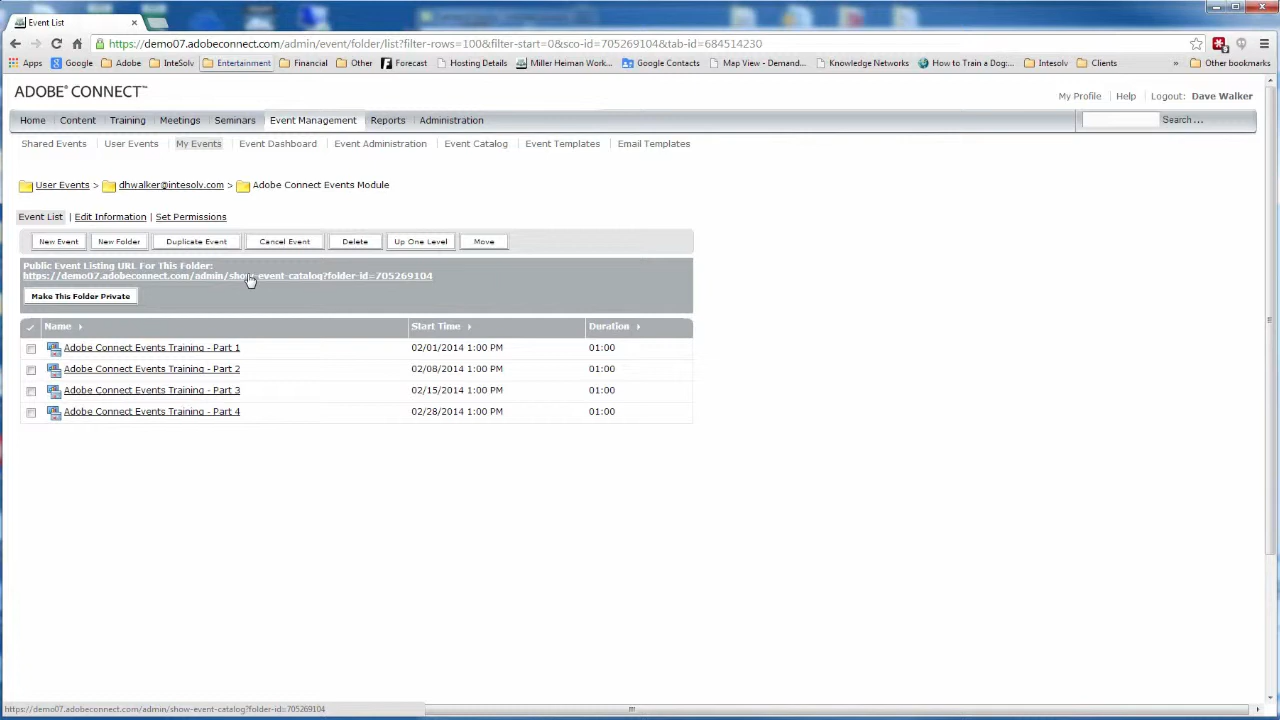 Event List
https://demo07.adobeconnect.com/admin/event/folder/list?filter-rows=100&filter-start=0&sco-id=705269104&tab-id=684514230
Apps Google Adobe InteSolv Entertainment Financial Other Forecast Hosting Details Miller Heiman Work... Google Contacts Map View - Demand... Knowledge Networks How to Train a Dog:... Intesolv Clients » Other bookmarks
ADOBE® CONNECT™
My Profile | Help | Logout: Dave Walker
Home Content Training Meetings Seminars Event Management Reports Administration Search ...
Shared Events User Events My Events Event Dashboard Event Administration Event Catalog Event Templates Email Templates
User Events > dhwalker@intesolv.com > Adobe Connect Events Module
Event List | Edit Information | Set Permissions
New Event New Folder Duplicate Event Cancel Event Delete Up One Level Move
Public Event Listing URL For This Folder:
https://demo07.adobeconnect.com/admin/show-event-catalog?folder-id=705269104
Make This Folder Private
Name Start Time Duration
Adobe Connect Events Training - Part 1 02/01/2014 1:00 PM 01:00
Adobe Connect Events Training - Part 2 02/08/2014 1:00 PM 01:00
Adobe Connect Events Training - Part 3 02/15/2014 1:00 PM 01:00
Adobe Connect Events Training - Part 4 02/28/2014 1:00 PM 01:00
https://demo07.adobeconnect.com/admin/show-event-catalog?folder-id=705269104